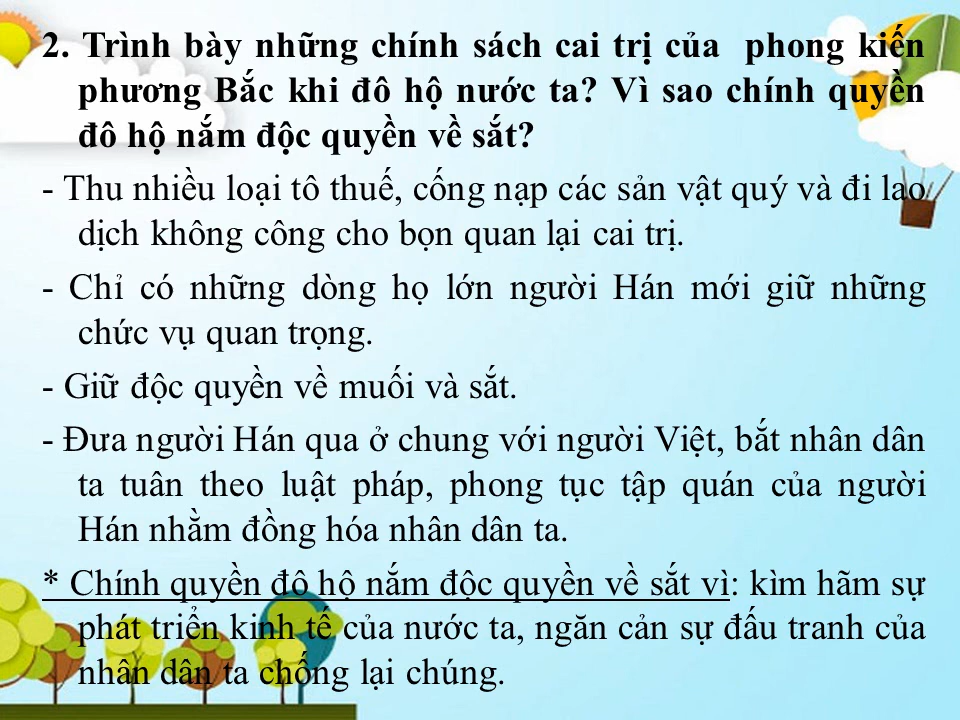 2. Trình bày những chính sách cai trị của phong kiến
phương Bắc khi đô hộ nước ta? Vì sao chính quyền
đô hộ nắm độc quyền về sắt?
- Thu nhiều loại tô thuế, cống nạp các sản vật quý và đi lao
dịch không công cho bọn quan lại cai trị.
- Chỉ có những dòng họ lớn người Hán mới giữ những
chức vụ quan trọng.
- Giữ độc quyền về muối và sắt.
- Đưa người Hán qua ở chung với người Việt, bắt nhân dân
ta tuân theo luật pháp, phong tục tập quán của người
Hán nhằm đồng hóa nhân dân ta.
* Chính quyền đô hộ nắm độc quyền về sắt vì: kìm hãm sự
phát triển kinh tế của nước ta, ngăn cản sự đấu tranh của
nhân dân ta chống lại chúng.